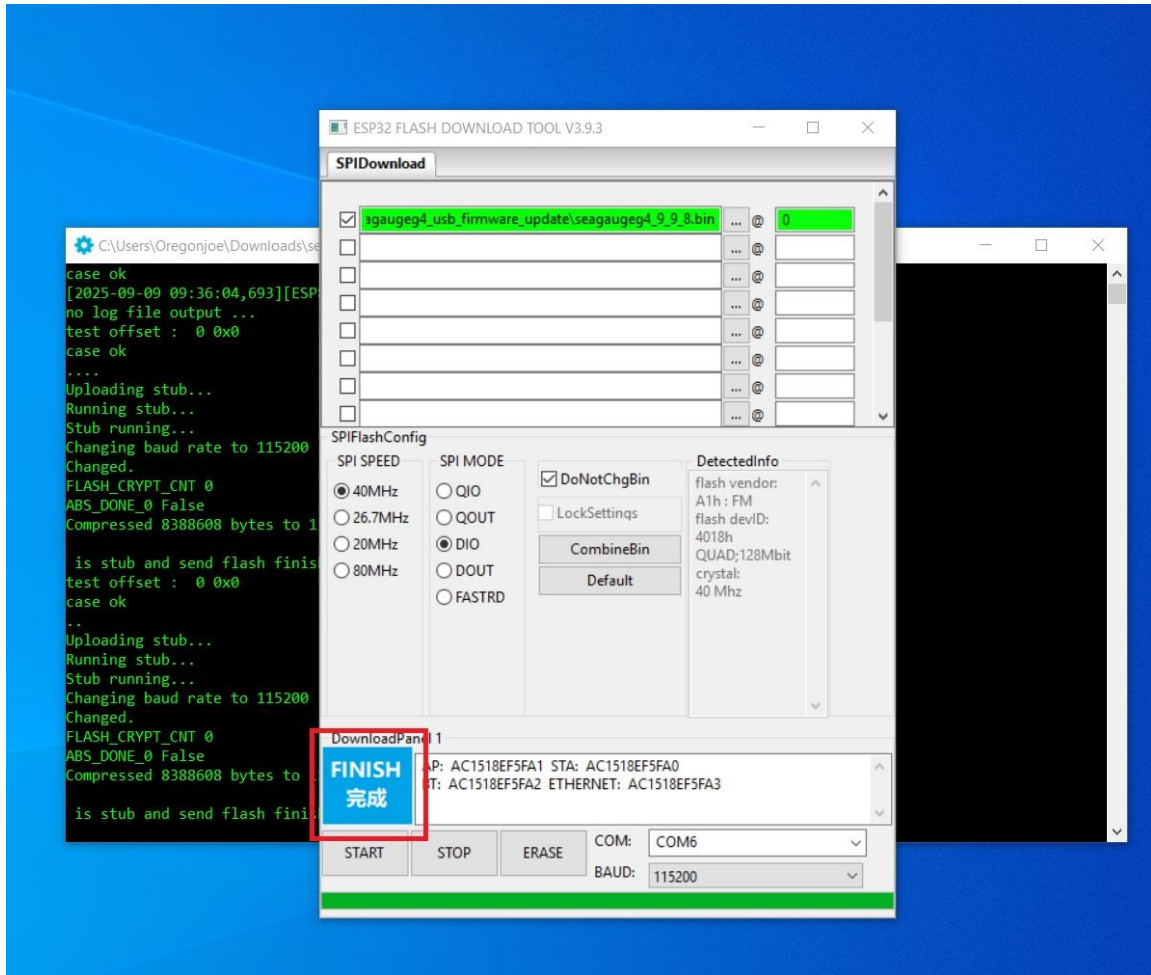 ESP32 FLASH DOWNLOAD TOOL V3.9.3
SPIDownload
agaugeg4_usb_firmware_update\seagaugeg4_9_9_8.bin ... @ 0
... @
... @
... @
... @
... @
... @
... @
SPIFlashConfig
SPI SPEED
40MHz
26.7MHz
20MHz
80MHz
SPI MODE
QIO
QOUT
DIO
DOUT
FASTRD
DoNotChgBin
LockSettings
CombineBin
Default
DetectedInfo
flash vendor:
A1h : FM
flash devID:
4018h
QUAD;128Mbit
crystal:
40 Mhz
DownloadPanel 1
FINISH
完成
AP: AC1518EF5FA1 STA: AC1518EF5FA0
BT: AC1518EF5FA2 ETHERNET: AC1518EF5FA3
START STOP ERASE
COM: COM6
BAUD: 115200
C:\Users\Oregonjoe\Downloads\se
case ok
[2025-09-09 09:36:04,693][ESP
no log file output ...
test offset : 0 0x0
case ok
....
Uploading stub...
Running stub...
Stub running...
Changing baud rate to 115200
Changed.
FLASH_CRYPT_CNT 0
ABS_DONE_0 False
Compressed 8388608 bytes to 1
is stub and send flash finis
test offset : 0 0x0
case ok
..
Uploading stub...
Running stub...
Stub running...
Changing baud rate to 115200
Changed.
FLASH_CRYPT_CNT 0
ABS_DONE_0 False
Compressed 8388608 bytes to
is stub and send flash finis